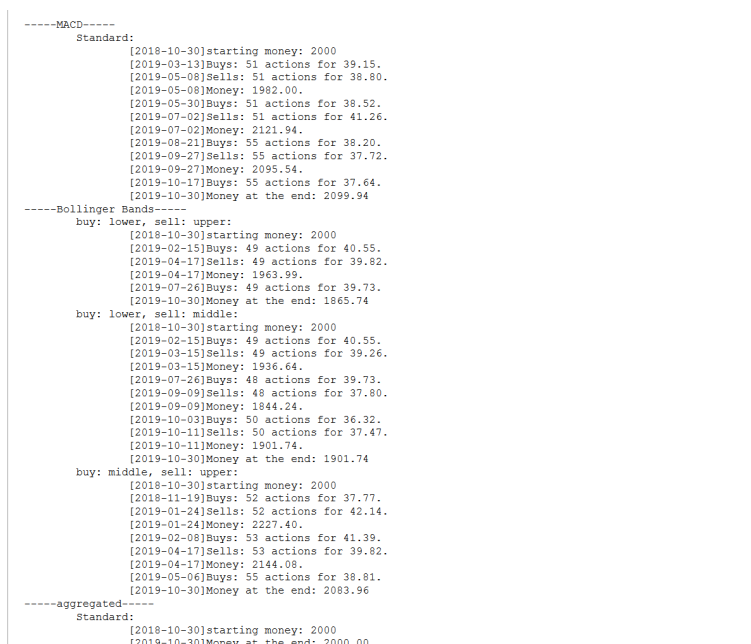 -----MACD-----
Standard:
[2018-10-30]starting money: 2000
[2019-03-13]Buys: 51 actions for 39.15.
[2019-05-08]Sells: 51 actions for 38.80.
[2019-05-08]Money: 1982.00.
[2019-05-30]Buys: 51 actions for 38.52.
[2019-07-02]Sells: 51 actions for 41.26.
[2019-07-02]Money: 2121.94.
[2019-08-21]Buys: 55 actions for 38.20.
[2019-09-27]Sells: 55 actions for 37.72.
[2019-09-27]Money: 2095.54.
[2019-10-17]Buys: 55 actions for 37.64.
[2019-10-30]Money at the end: 2099.94
-----Bollinger Bands-----
buy: lower, sell: upper:
[2018-10-30]starting money: 2000
[2019-02-15]Buys: 49 actions for 40.55.
[2019-04-17]Sells: 49 actions for 39.82.
[2019-04-17]Money: 1963.99.
[2019-07-26]Buys: 49 actions for 39.73.
[2019-10-30]Money at the end: 1865.74
buy: lower, sell: middle:
[2018-10-30]starting money: 2000
[2019-02-15]Buys: 49 actions for 40.55.
[2019-03-15]Sells: 49 actions for 39.26.
[2019-03-15]Money: 1936.64.
[2019-07-26]Buys: 48 actions for 39.73.
[2019-09-09]Sells: 48 actions for 37.80.
[2019-09-09]Money: 1844.24.
[2019-10-03]Buys: 50 actions for 36.32.
[2019-10-11]Sells: 50 actions for 37.47.
[2019-10-11]Money: 1901.74.
[2019-10-30]Money at the end: 1901.74
buy: middle, sell: upper:
[2018-10-30]starting money: 2000
[2018-11-19]Buys: 52 actions for 37.77.
[2019-01-24]Sells: 52 actions for 42.14.
[2019-01-24]Money: 2227.40.
[2019-02-08]Buys: 53 actions for 41.39.
[2019-04-17]Sells: 53 actions for 39.82.
[2019-04-17]Money: 2144.08.
[2019-05-06]Buys: 55 actions for 38.81.
[2019-10-30]Money at the end: 2083.96
-----aggregated-----
Standard:
[2018-10-30]starting money: 2000
[2019-10-30]Money at the end: 2000.00